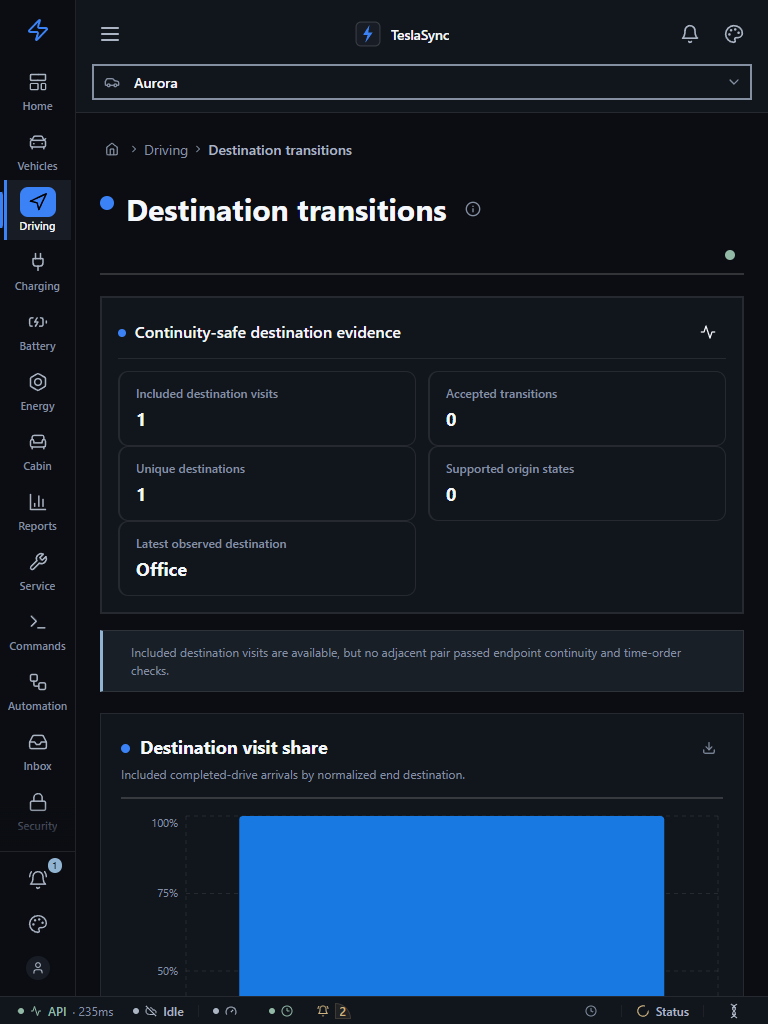 TeslaSync
Aurora
Home
Vehicles
Driving
Charging
Battery
Energy
Cabin
Reports
Service
Commands
Automation
Inbox
Security
1
Driving
Destination transitions
Destination transitions
Continuity-safe destination evidence
Included destination visits
1
Accepted transitions
0
Unique destinations
1
Supported origin states
0
Latest observed destination
Office
Included destination visits are available, but no adjacent pair passed endpoint continuity and time-order
checks.
Destination visit share
Included completed-drive arrivals by normalized end destination.
100%
75%
50%
API · 235ms
Idle
2
Status